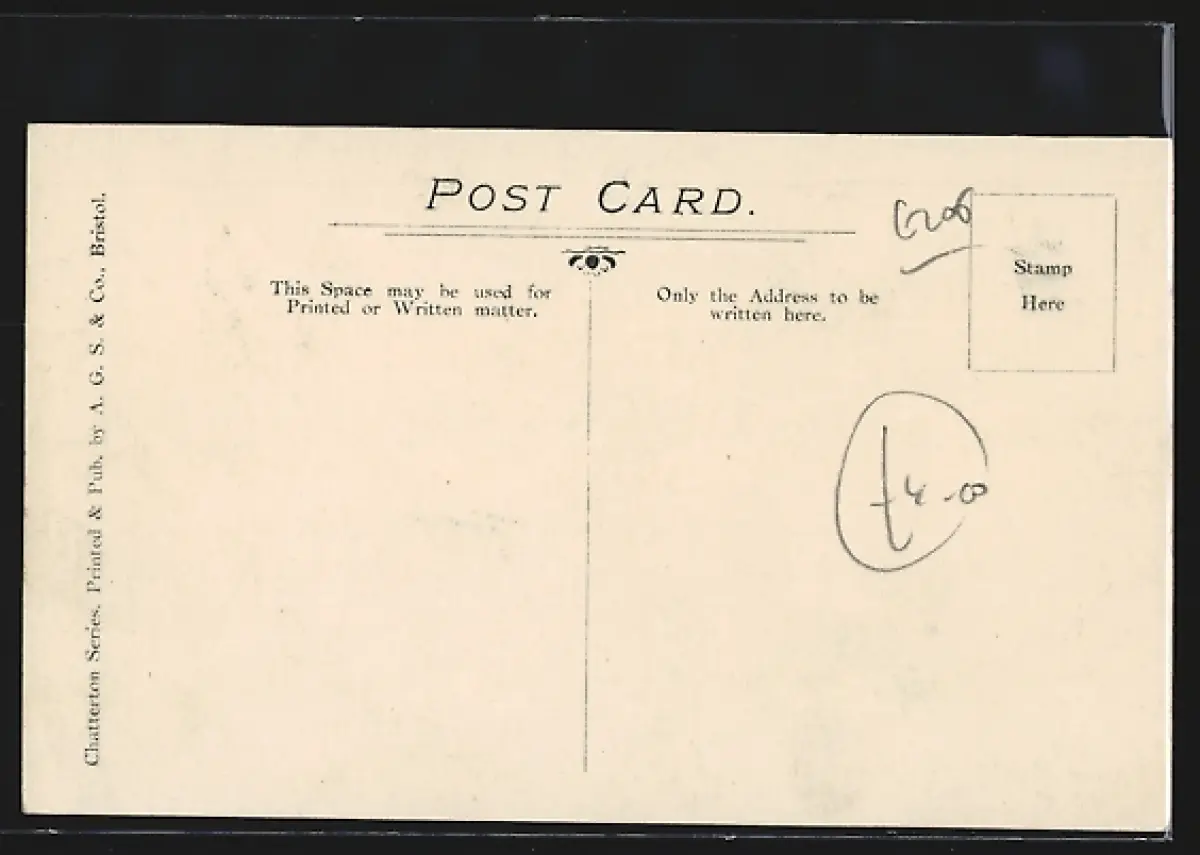 POST CARD.
This Space may be used for
Printed or Written matter.
Only the Address to be
written here.
Stamp
Here
Chatterton Series. Printed & Pub. by A. G. S. & Co., Bristol.